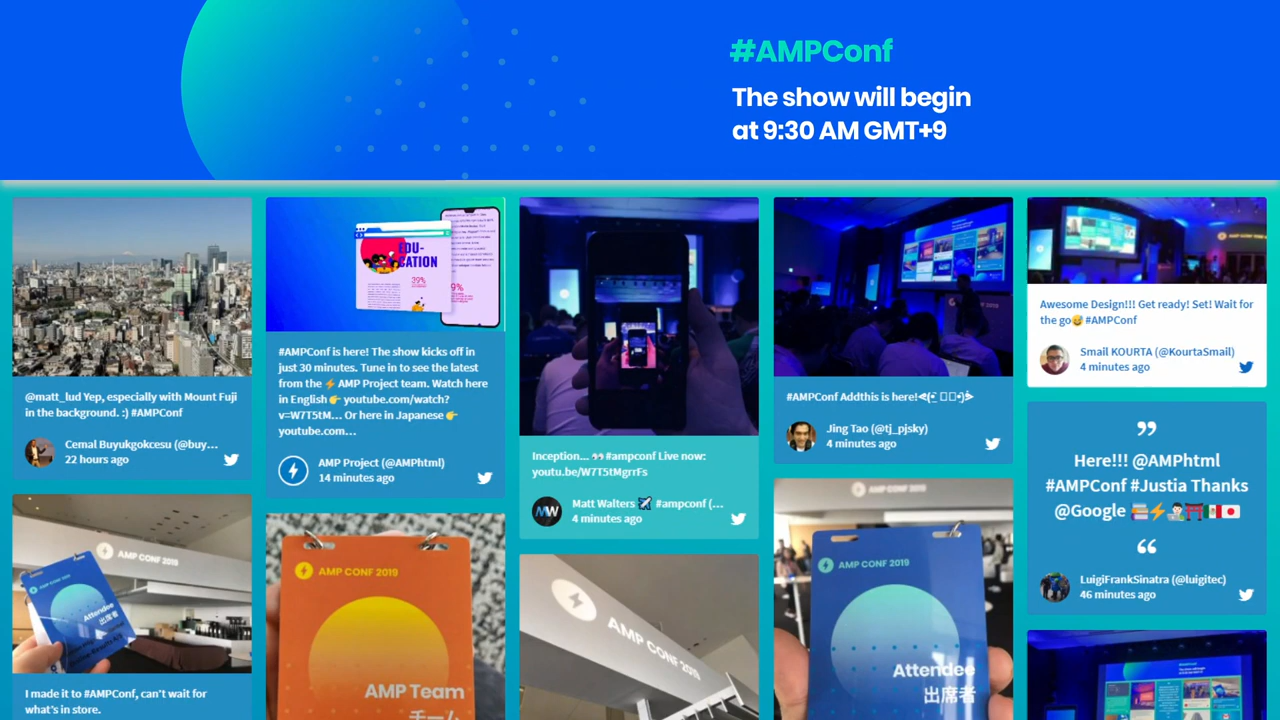 #AMPConf
The show will begin
at 9:30 AM GMT+9
@matt_lud Yep, especially with Mount Fuji
in the background. :) #AMPConf
Cemal Buyukgokcesu (@buy...
22 hours ago
AMP CONF 2019
Attendee
出席者
I made it to #AMPConf, can't wait for
what's in store.
EDU-
CATION
39%
#AMPConf is here! The show kicks off in
just 30 minutes. Tune in to see the latest
from the ⚡ AMP Project team. Watch here
in English 👉 youtube.com/watch?
v=W7T5tM... Or here in Japanese 👉
youtube.com...
AMP Project (@AMPhtml)
14 minutes ago
AMP CONF 2019
AMP Team
チーム
Inception... 👀 #ampconf Live now:
youtu.be/W7T5tMgrrFs
MW
Matt Walters ✈️ #ampconf (...
4 minutes ago
AMP CONF 2019
#AMPConf Addthis is here!
Jing Tao (@tj_pjsky)
4 minutes ago
AMP CONF 2019
AMP CONF 2019
Attendee
出席者
Awesome Design!!! Get ready! Set! Wait for
the go😅 #AMPConf
Smail KOURTA (@KourtaSmail)
4 minutes ago
Here!!! @AMPhtml
#AMPConf #Justia Thanks
@Google 📚⚡👨🏻‍💻⛩️🇲🇽🇯🇵
LuigiFrankSinatra (@luigitec)
46 minutes ago